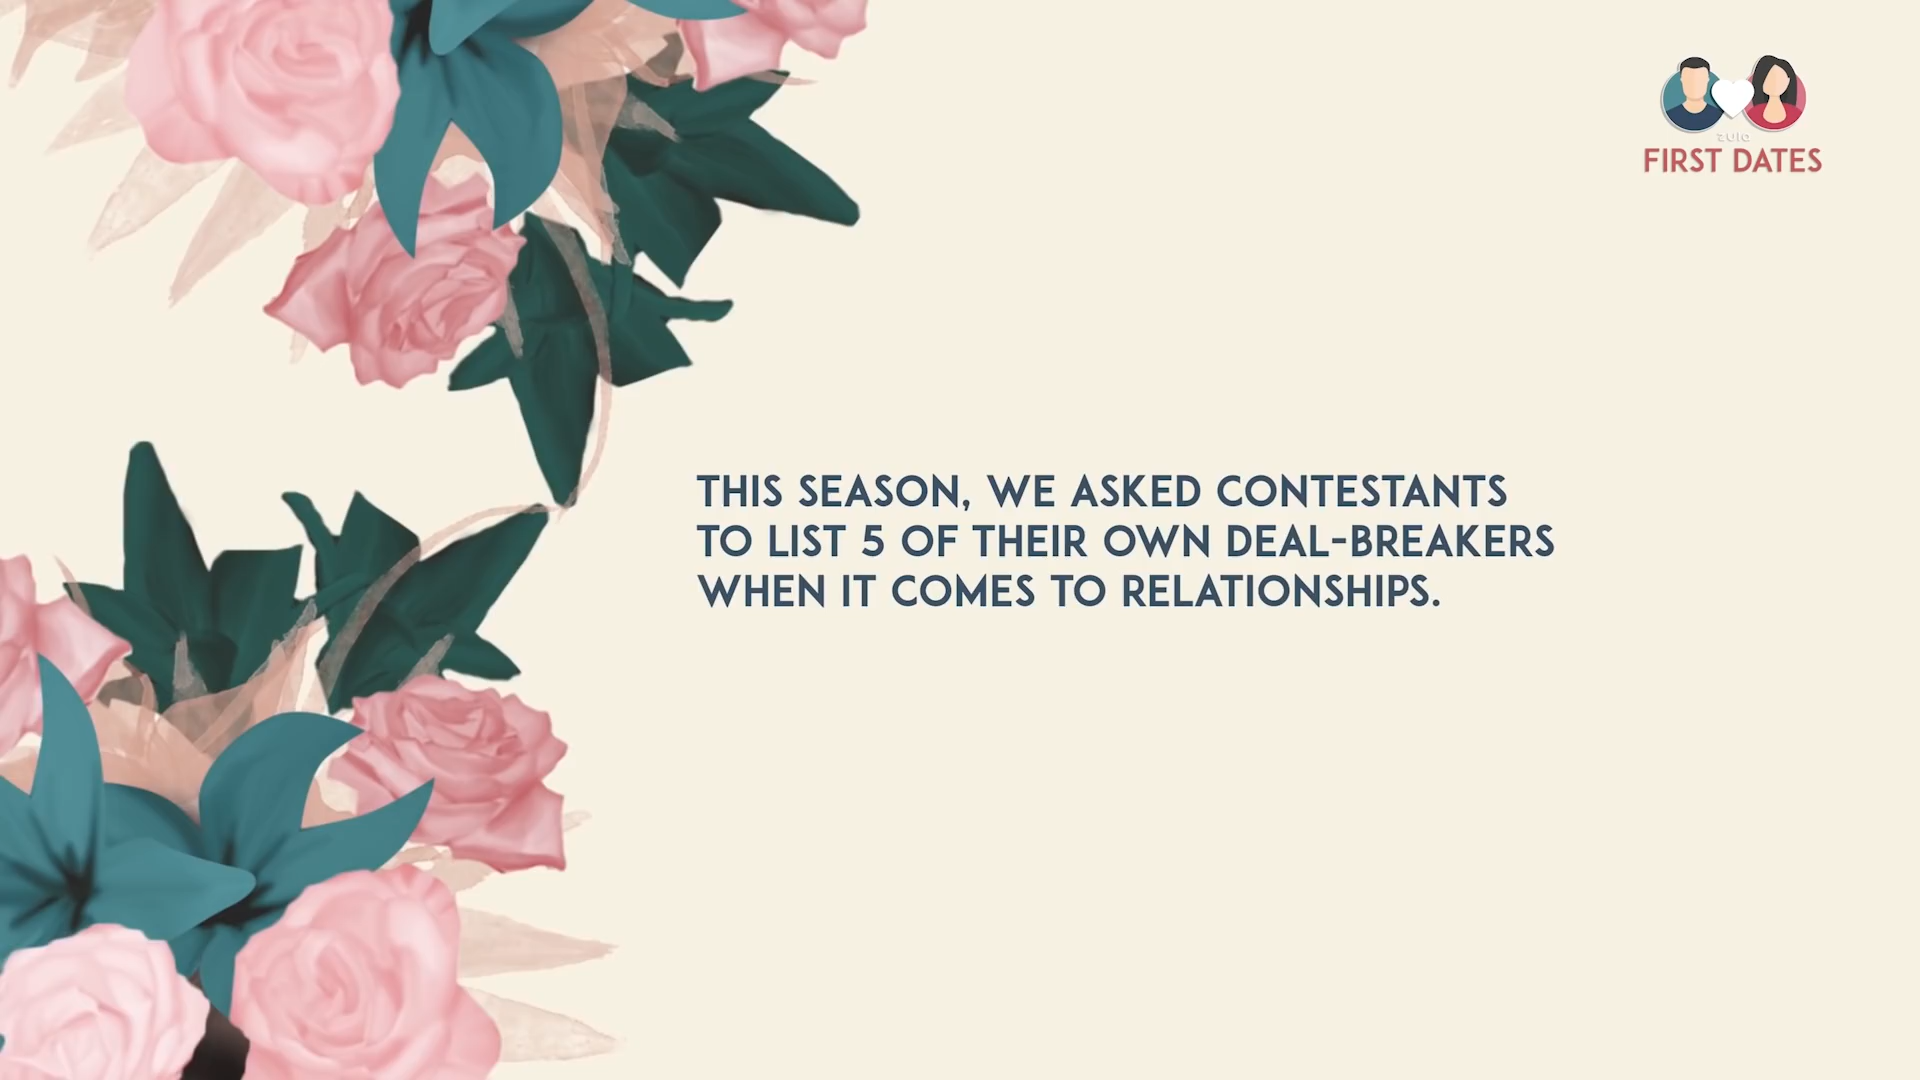 zula
FIRST DATES
THIS SEASON, WE ASKED CONTESTANTS
TO LIST 5 OF THEIR OWN DEAL-BREAKERS
WHEN IT COMES TO RELATIONSHIPS.